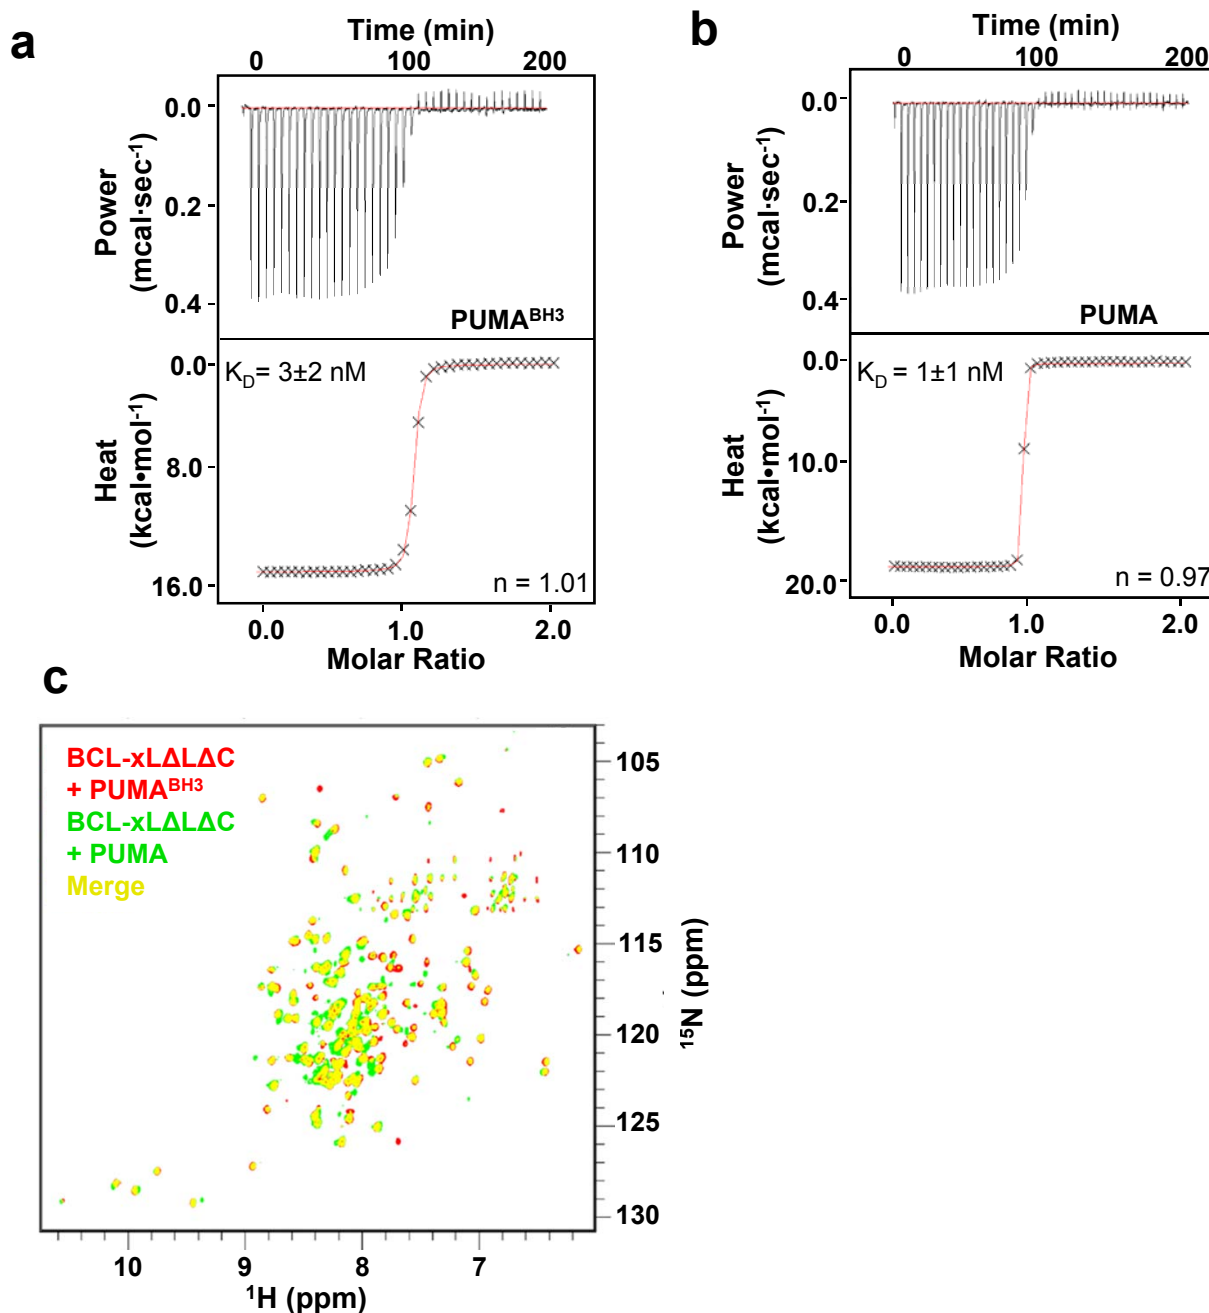 a
Time (min)
0 100 200
0.0
0.2
0.4
Power
(mcal·sec⁻¹)
PUMAᴮᴴ³
K_D= 3±2 nM
0.0
8.0
16.0
Heat
(kcal•mol⁻¹)
n = 1.01
0.0 1.0 2.0
Molar Ratio
b
Time (min)
0 100 200
0.0
0.2
0.4
Power
(mcal·sec⁻¹)
PUMA
K_D = 1±1 nM
0.0
10.0
20.0
Heat
(kcal•mol⁻¹)
n = 0.97
0.0 1.0 2.0
Molar Ratio
c
BCL-xLΔLΔC
+ PUMAᴮᴴ³
BCL-xLΔLΔC
+ PUMA
Merge
105
110
115
120
125
130
¹⁵N (ppm)
10 9 8 7
¹H (ppm)